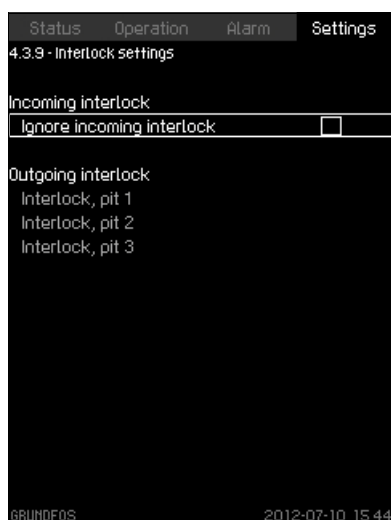 Status Operation Alarm Settings
4.3.9 - Interlock settings
Incoming interlock
Ignore incoming interlock
Outgoing interlock
Interlock, pit 1
Interlock, pit 2
Interlock, pit 3
GRUNDFOS 2012-07-10 15:44